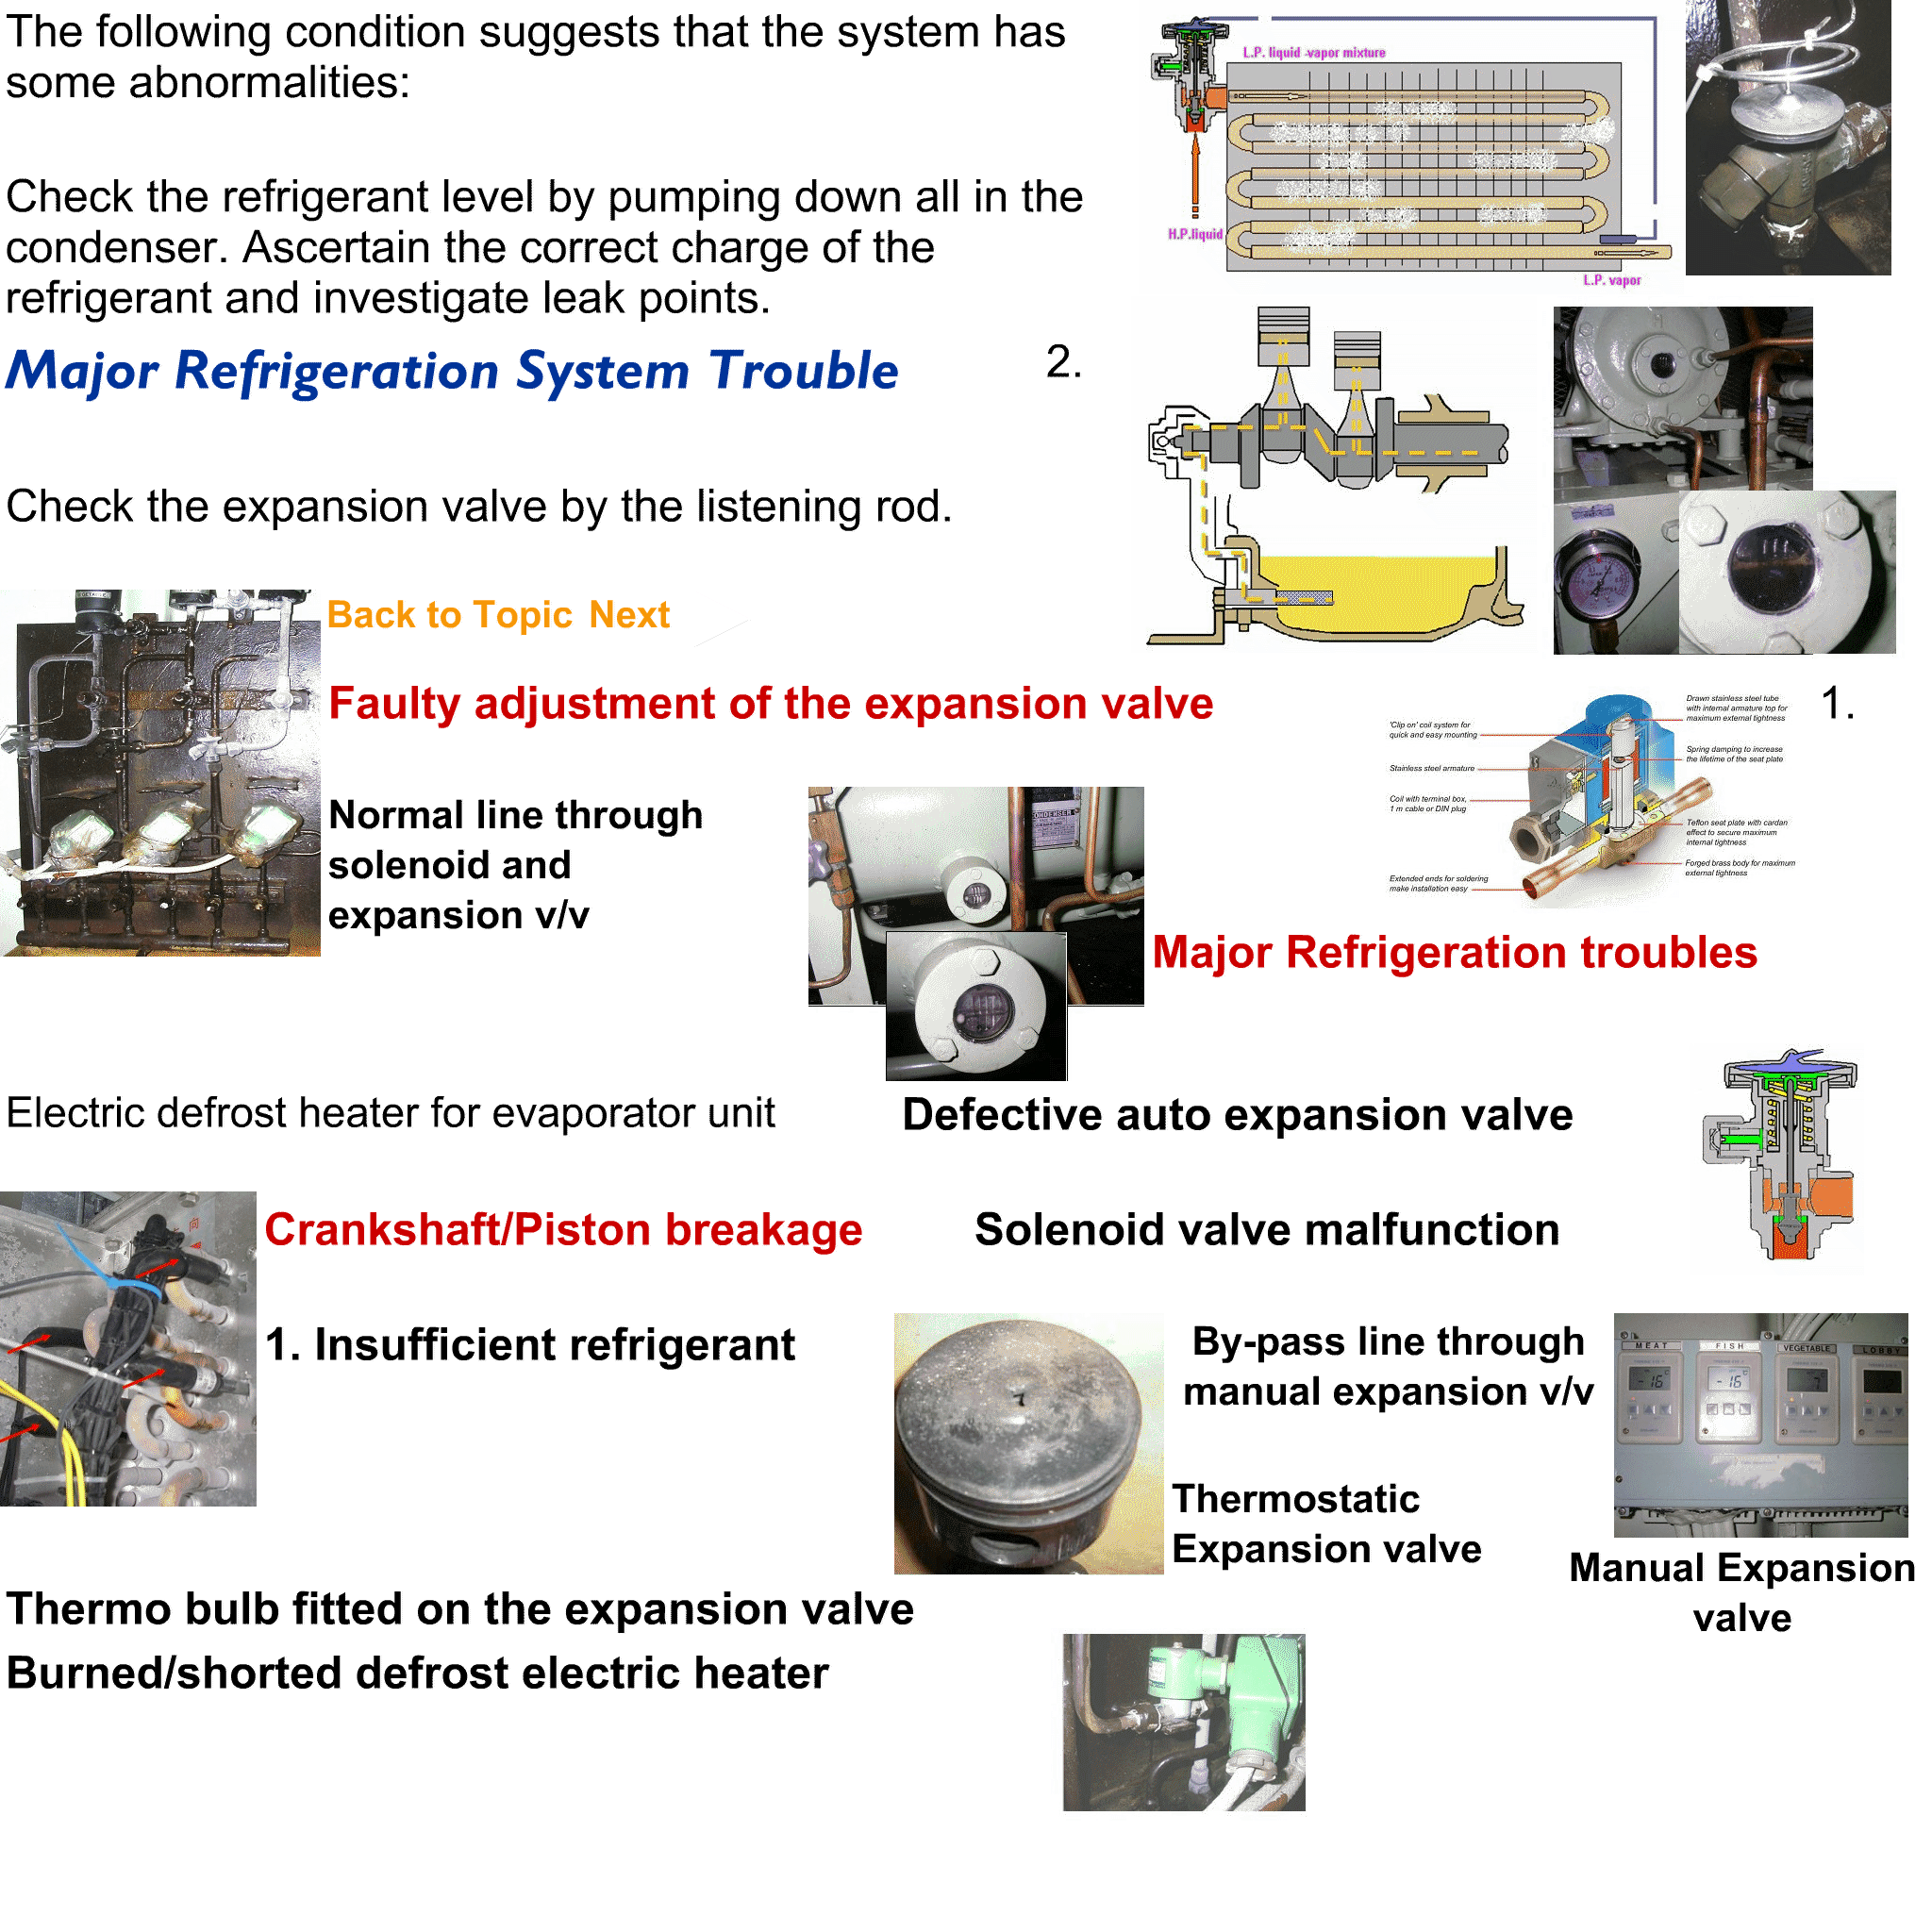 The following condition suggests that the system has
some abnormalities:
L.P. liquid -vapor mixture
H.P.liquid
L.P. vapor
Check the refrigerant level by pumping down all in the
condenser. Ascertain the correct charge of the
refrigerant and investigate leak points.
Major Refrigeration System Trouble
2.
Check the expansion valve by the listening rod.
Back to Topic Next
Faulty adjustment of the expansion valve
1.
'Clip on' coil system for
quick and easy mounting
Stainless steel armature
Coil with terminal box,
1 m cable or DIN plug
Extended ends for soldering
make installation easy
Drawn stainless steel tube
with internal armature top for
maximum external tightness
Spring damping to increase
the lifetime of the seat plate
Teflon seat plate with cardan
effect to secure maximum
internal tightness
Forged brass body for maximum
external tightness
Normal line through
solenoid and
expansion v/v
CONDENSER
Major Refrigeration troubles
Electric defrost heater for evaporator unit
Defective auto expansion valve
Crankshaft/Piston breakage
Solenoid valve malfunction
1. Insufficient refrigerant
7
By-pass line through
manual expansion v/v
MEAT FISH VEGETABLE LOBBY
-16°C -16°C 7
Thermostatic
Expansion valve
Manual Expansion
valve
Thermo bulb fitted on the expansion valve
Burned/shorted defrost electric heater